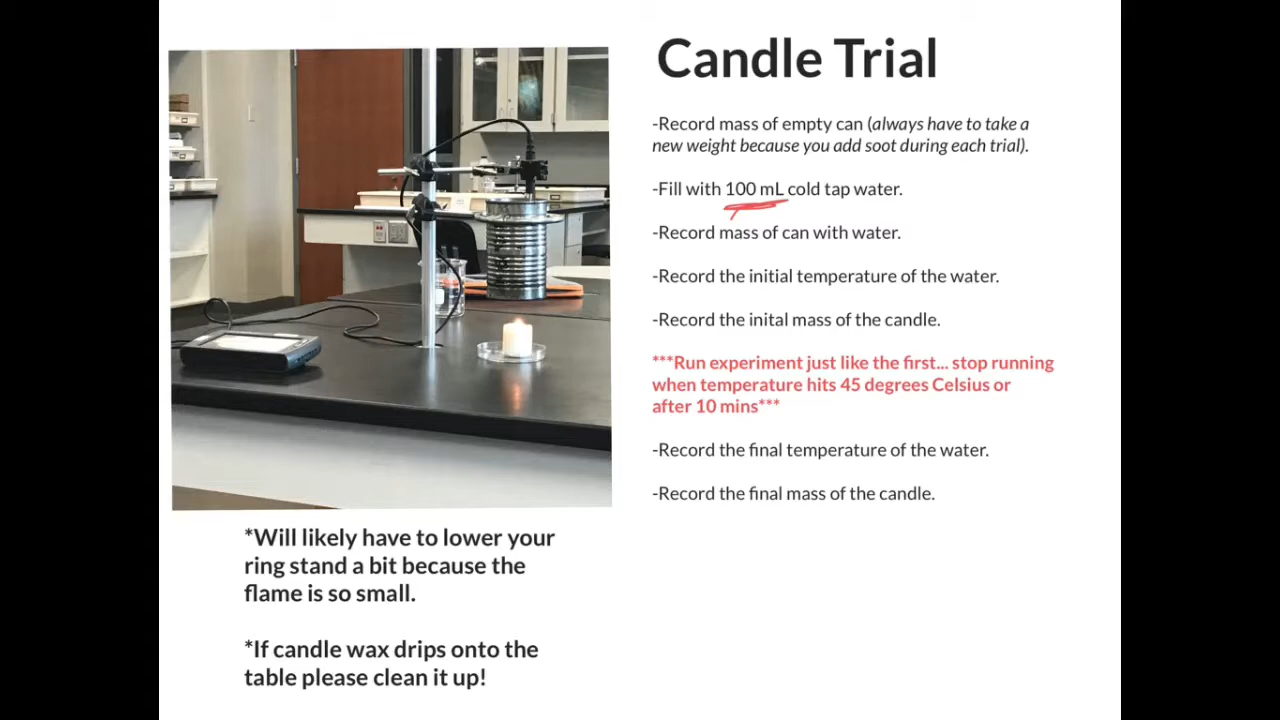 Candle Trial
-Record mass of empty can (always have to take a
new weight because you add soot during each trial).
-Fill with 100 mL cold tap water.
-Record mass of can with water.
-Record the initial temperature of the water.
-Record the inital mass of the candle.
***Run experiment just like the first... stop running
when temperature hits 45 degrees Celsius or
after 10 mins***
-Record the final temperature of the water.
-Record the final mass of the candle.
*Will likely have to lower your
ring stand a bit because the
flame is so small.
*If candle wax drips onto the
table please clean it up!